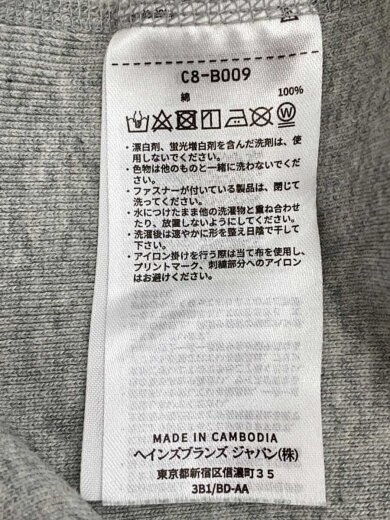 C8-B009
綿 100%
・漂白剤、蛍光増白剤を含んだ洗剤は、使
用しないでください。
・色物は他のものと一緒に洗わないでくだ
さい。
・ファスナーが付いている製品は、閉じて
洗ってください。
・水につけたまま他の洗濯物と重ね合わせ
たり、放置しないようにしてください。
・洗濯後は速やかに形を整え日陰で干して
下さい。
・アイロン掛けを行う際は当て布を使用し、
プリントマーク、刺繍部分へのアイロン
はお避けください。
MADE IN CAMBODIA
ヘインズブランズ ジャパン(株)
東京都新宿区信濃町35
3B1/BD-AA